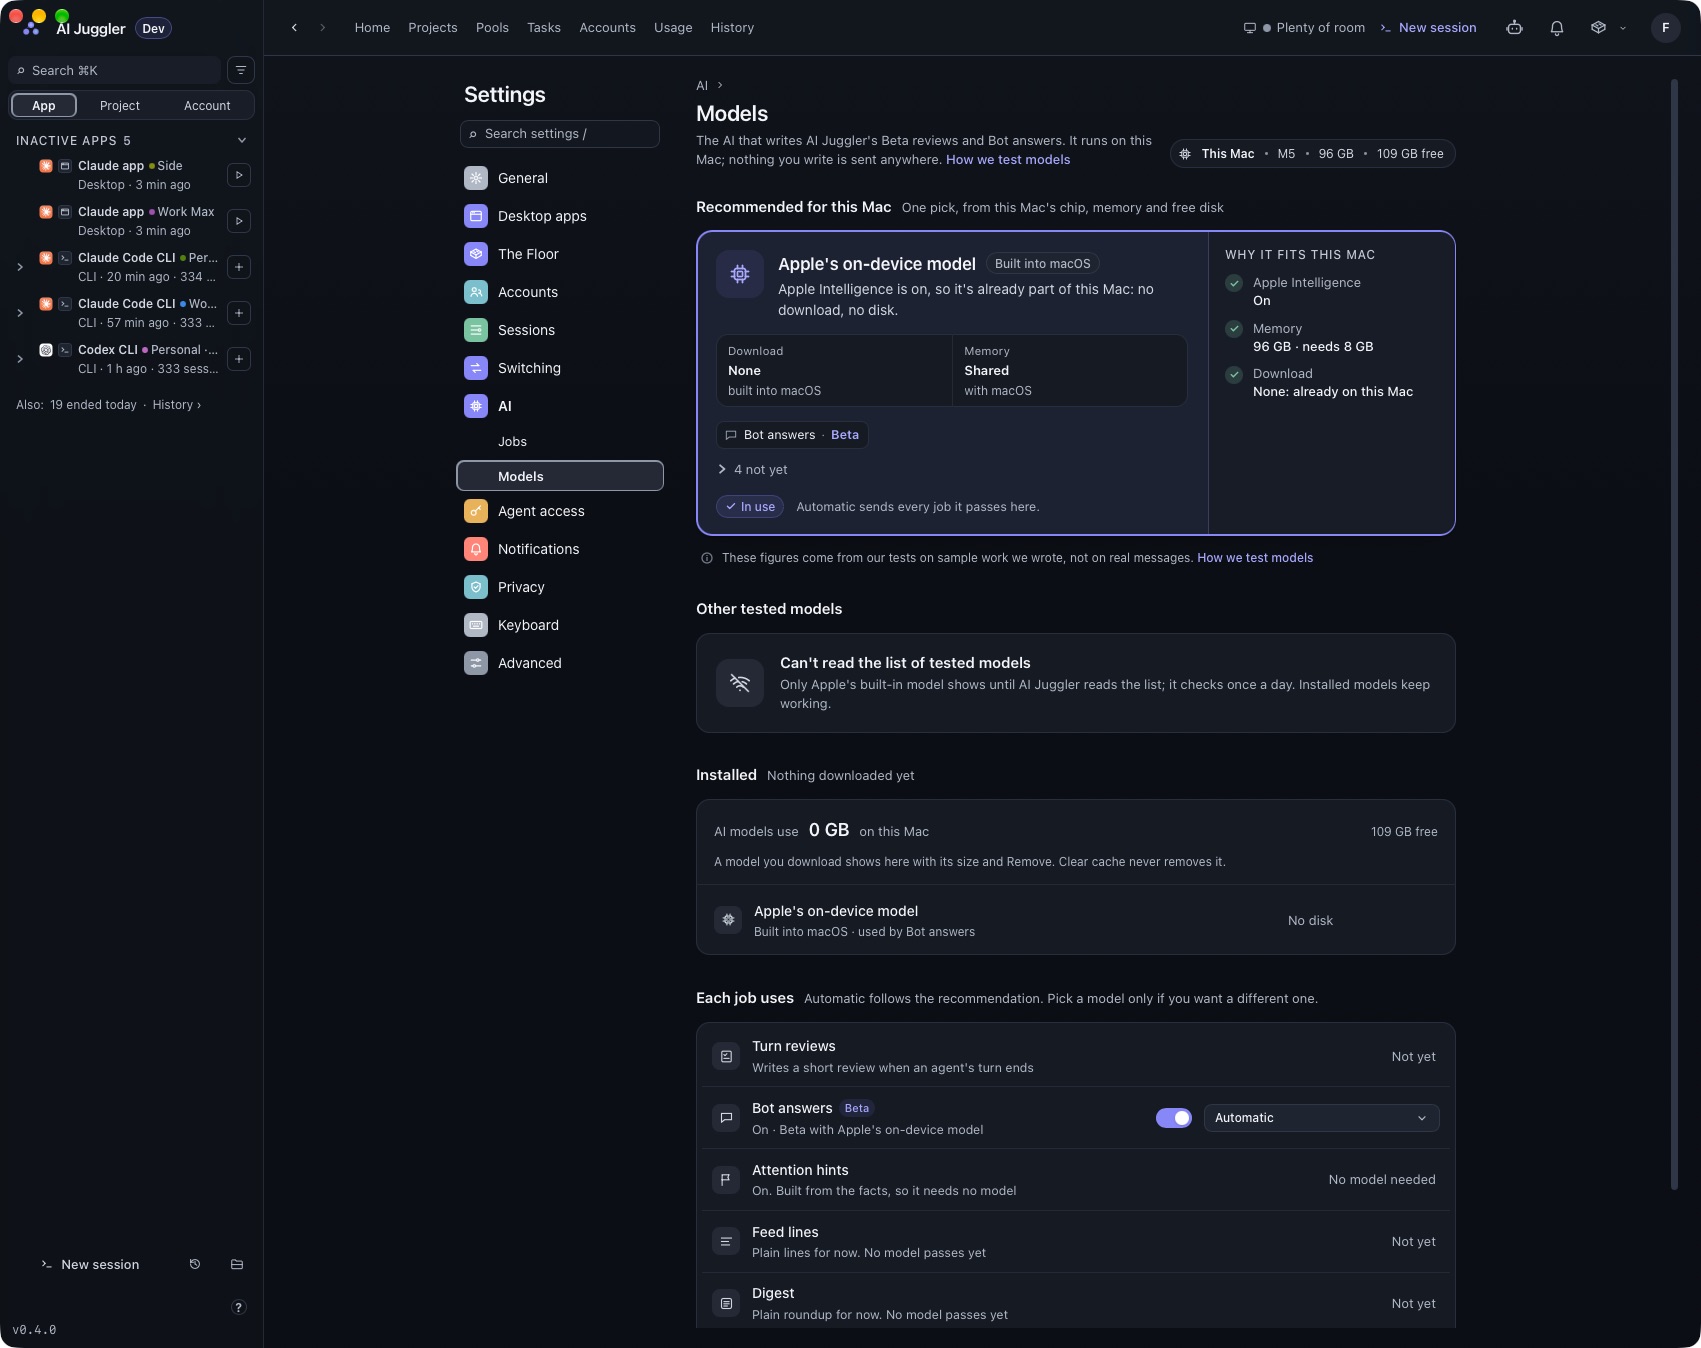 AI Juggler Dev
Search ⌘K
App Project Account
INACTIVE APPS 5
Claude app Side
Desktop · 3 min ago
Claude app Work Max
Desktop · 3 min ago
Claude Code CLI Per...
CLI · 20 min ago · 334 ...
Claude Code CLI Wo...
CLI · 57 min ago · 333 ...
Codex CLI Personal ·...
CLI · 1 h ago · 333 sess...
Also: 19 ended today · History ›
New session
?
v0.4.0
Home Projects Pools Tasks Accounts Usage History
Plenty of room New session F
Settings
Search settings /
General
Desktop apps
The Floor
Accounts
Sessions
Switching
AI
Jobs
Models
Agent access
Notifications
Privacy
Keyboard
Advanced
AI ›
Models
The AI that writes AI Juggler's Beta reviews and Bot answers. It runs on this
Mac; nothing you write is sent anywhere. How we test models
This Mac • M5 • 96 GB • 109 GB free
Recommended for this Mac One pick, from this Mac's chip, memory and free disk
Apple's on-device model Built into macOS
Apple Intelligence is on, so it's already part of this Mac: no
download, no disk.
Download
None
built into macOS
Memory
Shared
with macOS
Bot answers · Beta
4 not yet
In use Automatic sends every job it passes here.
WHY IT FITS THIS MAC
Apple Intelligence
On
Memory
96 GB · needs 8 GB
Download
None: already on this Mac
These figures come from our tests on sample work we wrote, not on real messages. How we test models
Other tested models
Can't read the list of tested models
Only Apple's built-in model shows until AI Juggler reads the list; it checks once a day. Installed models keep
working.
Installed Nothing downloaded yet
AI models use 0 GB on this Mac 109 GB free
A model you download shows here with its size and Remove. Clear cache never removes it.
Apple's on-device model
Built into macOS · used by Bot answers
No disk
Each job uses Automatic follows the recommendation. Pick a model only if you want a different one.
Turn reviews
Writes a short review when an agent's turn ends
Not yet
Bot answers Beta
On · Beta with Apple's on-device model
Automatic
Attention hints
On. Built from the facts, so it needs no model
No model needed
Feed lines
Plain lines for now. No model passes yet
Not yet
Digest
Plain roundup for now. No model passes yet
Not yet